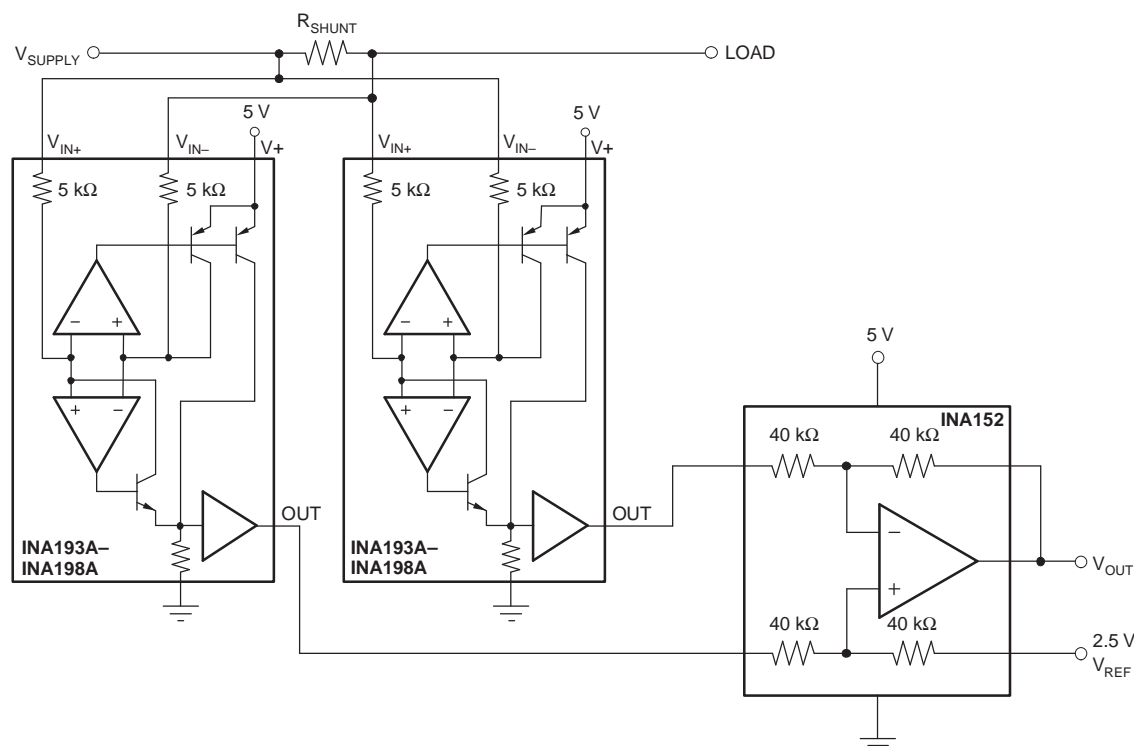 R_SHUNT
V_SUPPLY
LOAD
5 V
5 V
V_IN+
V_IN–
V+
V_IN+
V_IN–
V+
5 kΩ
5 kΩ
5 kΩ
5 kΩ
– +
– +
+ –
+ –
5 V
INA152
40 kΩ
40 kΩ
OUT
OUT
INA193A–
INA198A
INA193A–
INA198A
–
+
V_OUT
40 kΩ
40 kΩ
2.5 V
V_REF